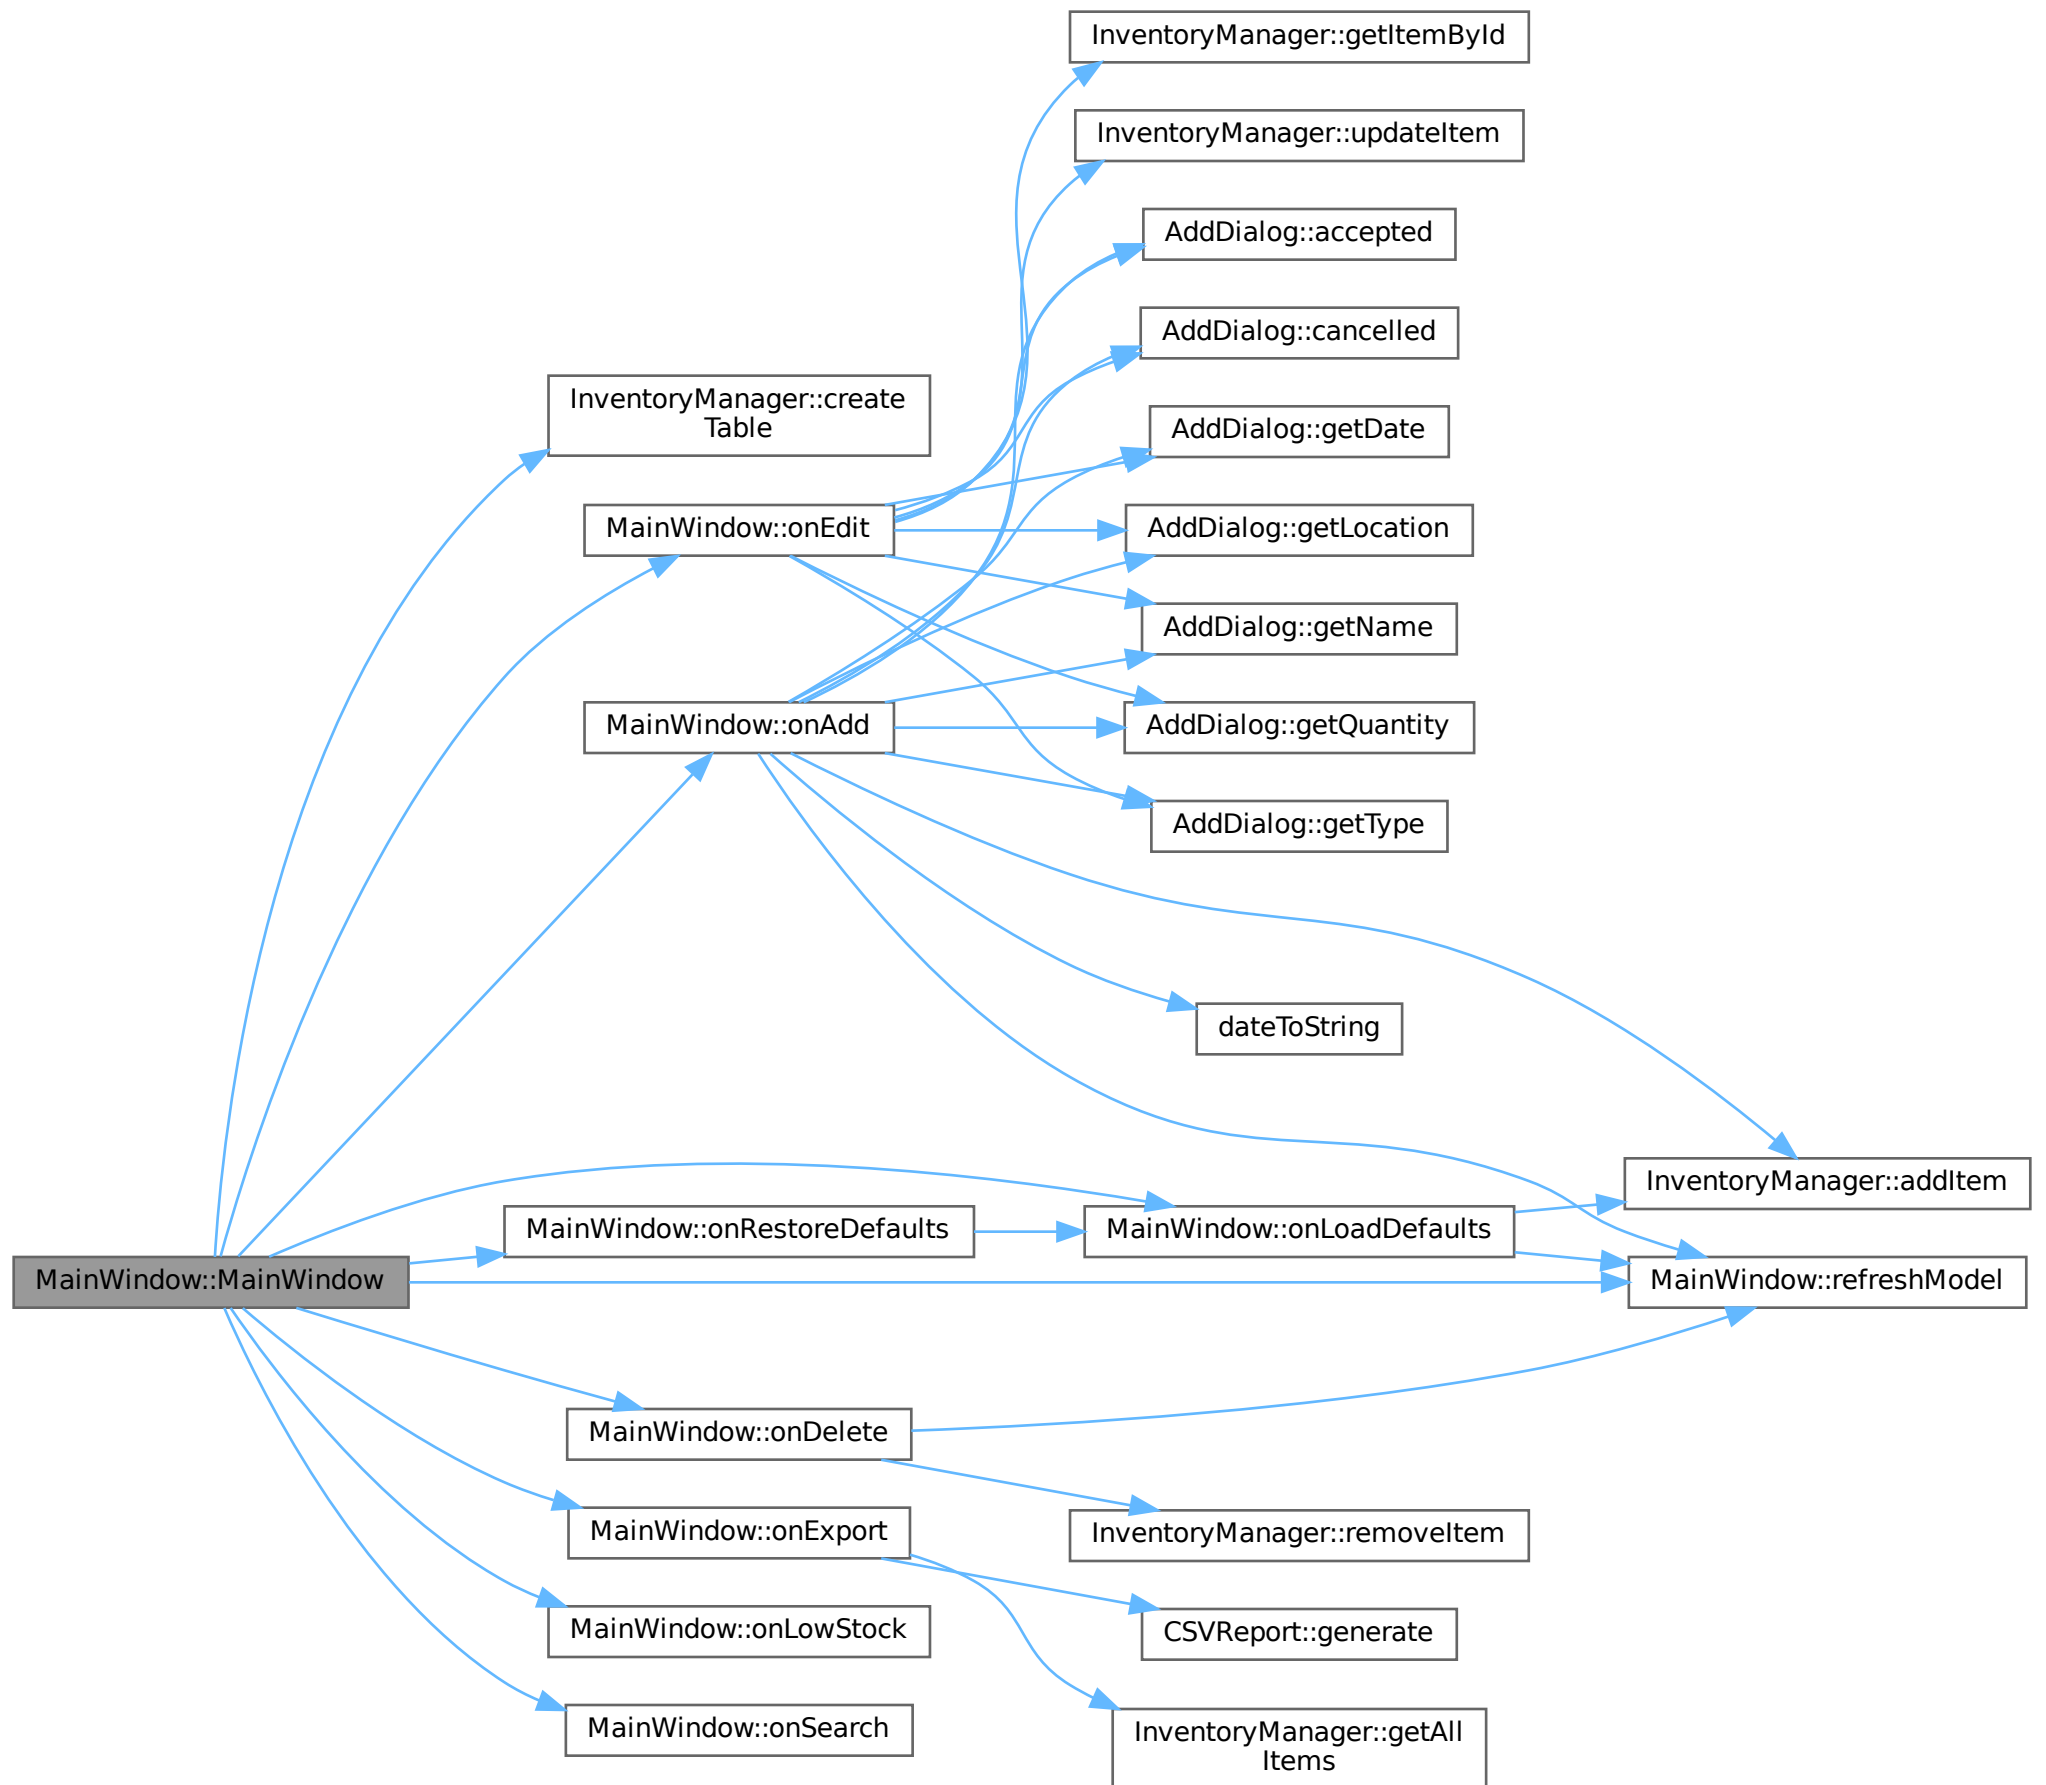 InventoryManager::getItemById
InventoryManager::updateItem
AddDialog::accepted
AddDialog::cancelled
InventoryManager::create
Table
AddDialog::getDate
MainWindow::onEdit
AddDialog::getLocation
AddDialog::getName
MainWindow::onAdd
AddDialog::getQuantity
AddDialog::getType
dateToString
InventoryManager::addItem
MainWindow::onRestoreDefaults
MainWindow::onLoadDefaults
MainWindow::MainWindow
MainWindow::refreshModel
MainWindow::onDelete
MainWindow::onExport
InventoryManager::removeItem
MainWindow::onLowStock
CSVReport::generate
MainWindow::onSearch
InventoryManager::getAll
Items